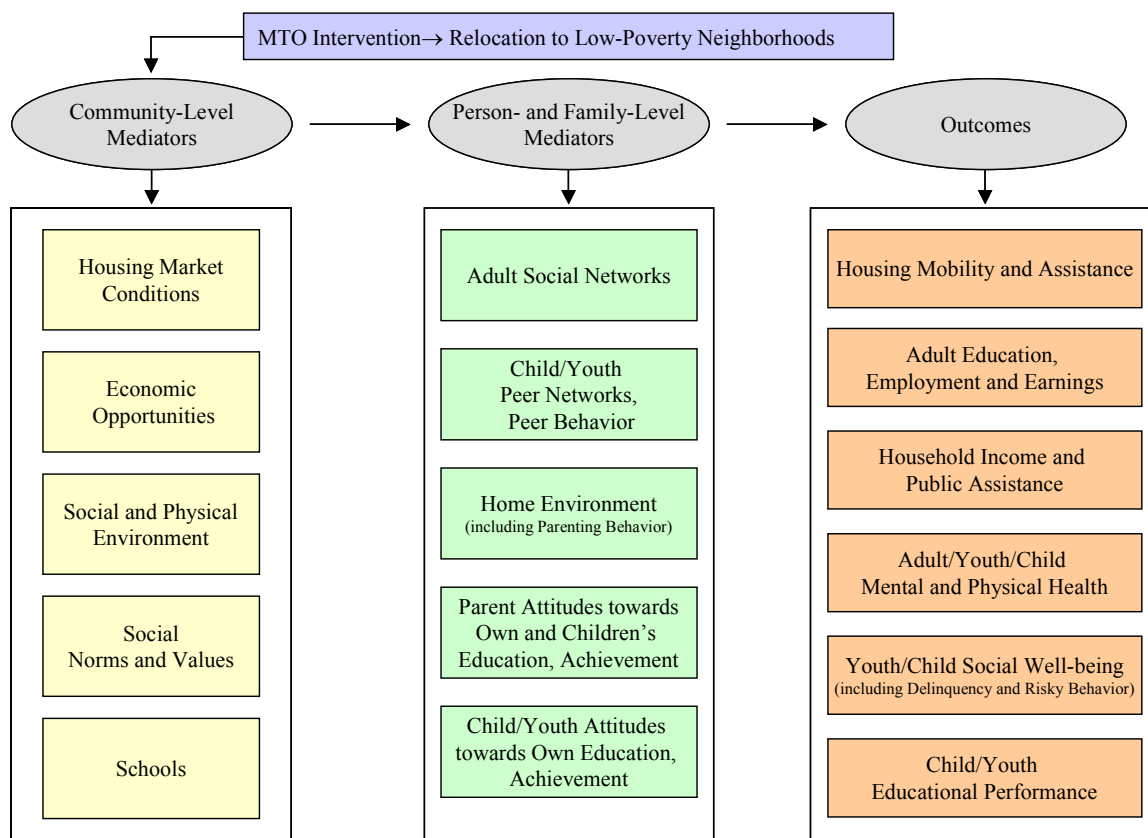 MTO Intervention→ Relocation to Low-Poverty Neighborhoods
Community-Level
Mediators
Person- and Family-Level
Mediators
Outcomes
Housing Market
Conditions
Economic
Opportunities
Social and Physical
Environment
Social
Norms and Values
Schools
Adult Social Networks
Child/Youth
Peer Networks,
Peer Behavior
Home Environment
(including Parenting Behavior)
Parent Attitudes towards
Own and Children’s
Education, Achievement
Child/Youth Attitudes
towards Own Education,
Achievement
Housing Mobility and Assistance
Adult Education,
Employment and Earnings
Household Income and
Public Assistance
Adult/Youth/Child
Mental and Physical Health
Youth/Child Social Well-being
(including Delinquency and Risky Behavior)
Child/Youth
Educational Performance